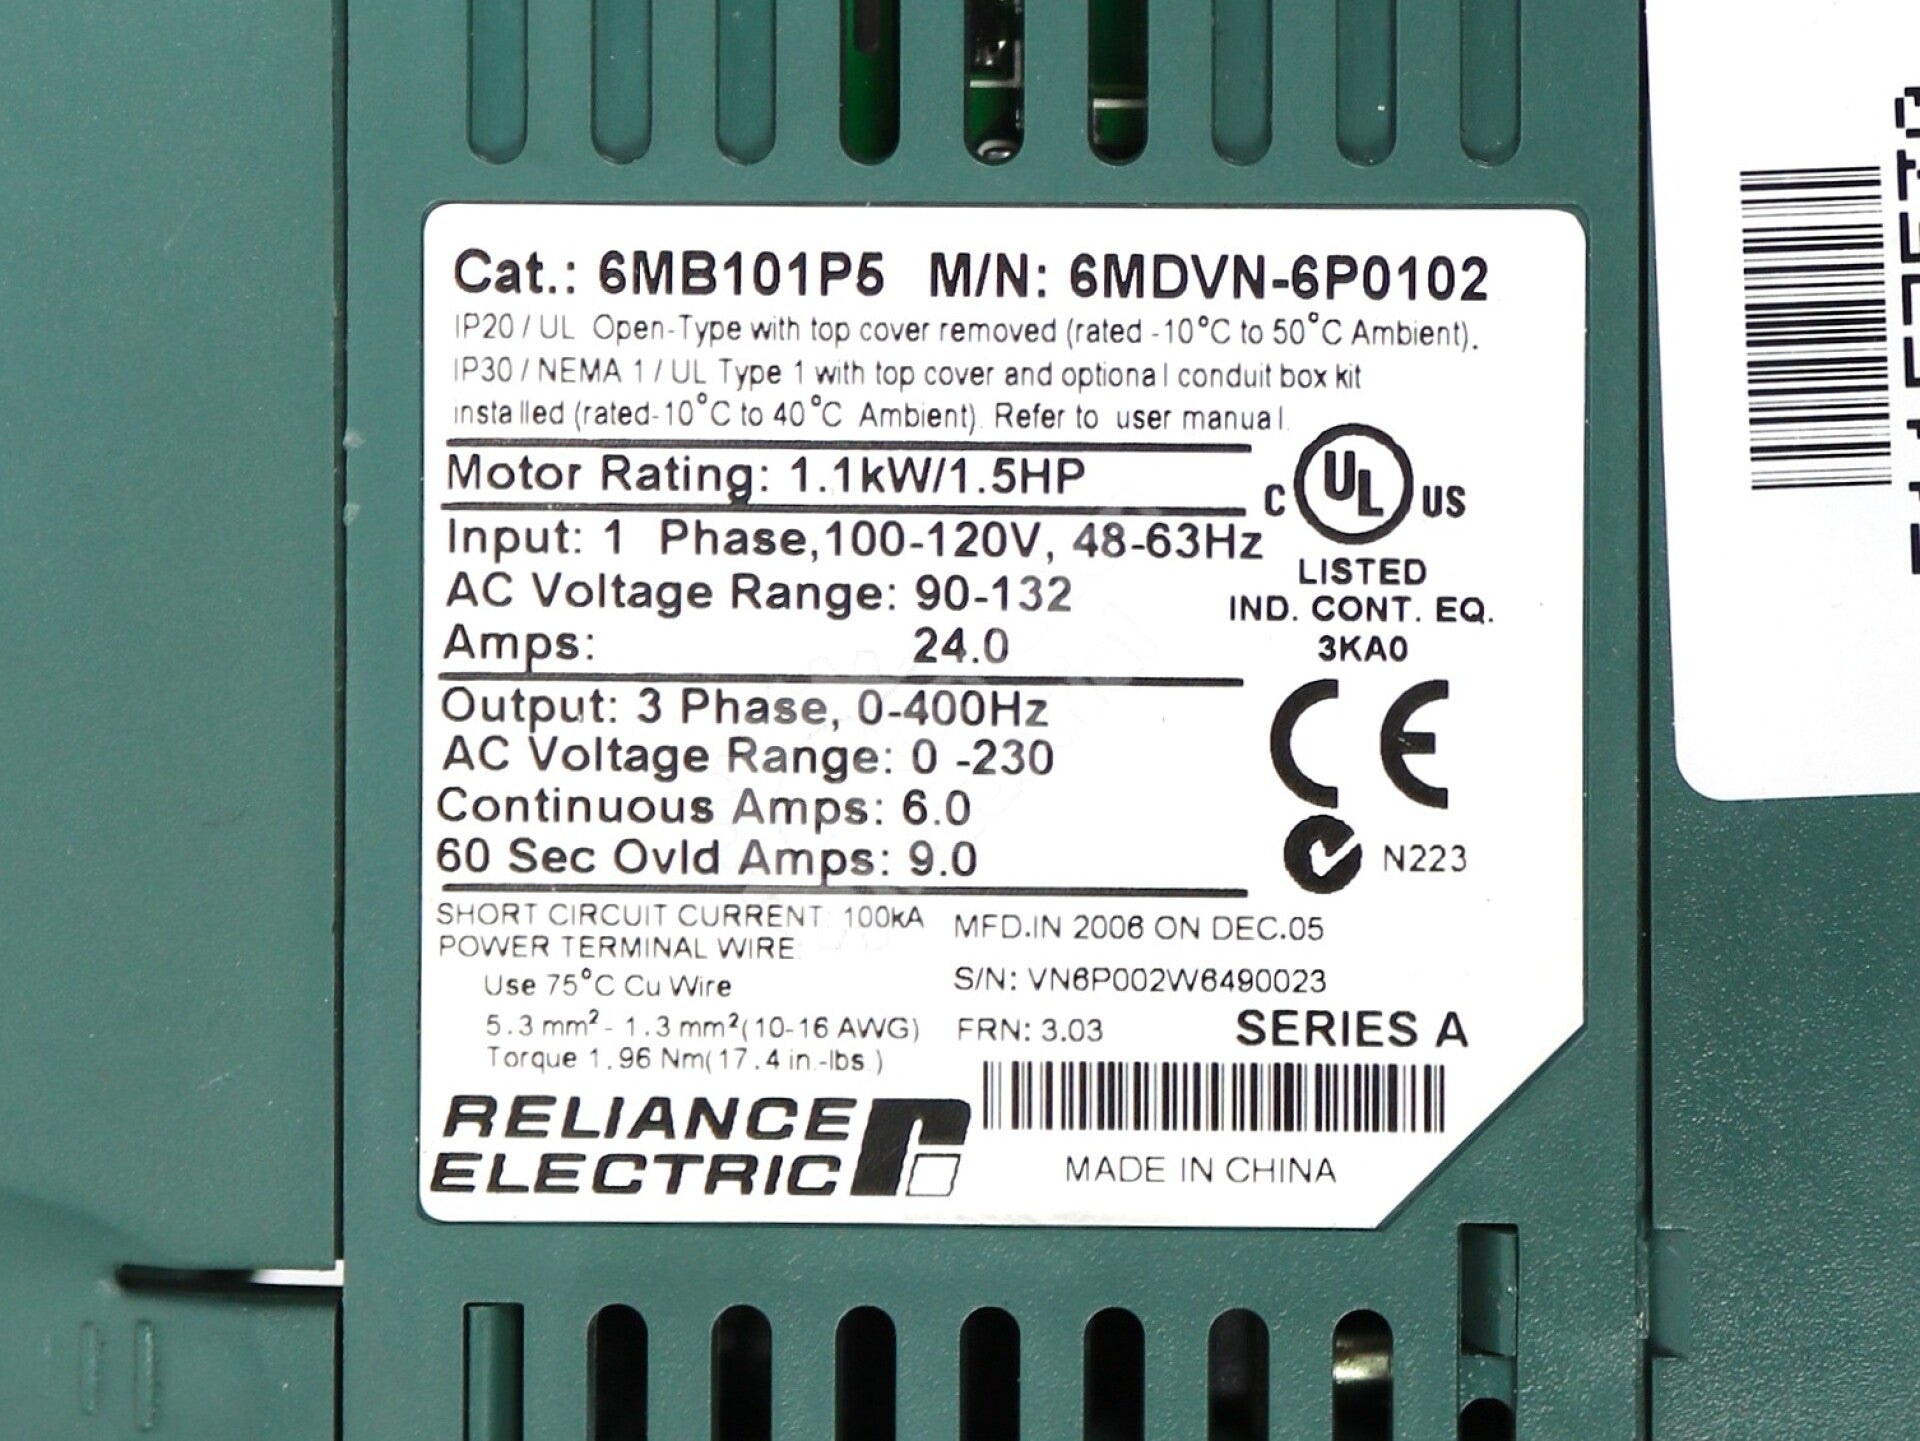 Cat.: 6MB101P5 M/N: 6MDVN-6P0102
IP20 / UL Open-Type with top cover removed (rated -10°C to 50°C Ambient).
IP30 / NEMA 1 / UL Type 1 with top cover and optional conduit box kit
installed (rated-10°C to 40°C Ambient). Refer to user manual.
Motor Rating: 1.1kW/1.5HP
Input: 1 Phase,100-120V, 48-63Hz
AC Voltage Range: 90-132
Amps: 24.0
C UL US
LISTED
IND. CONT. EQ.
3KA0
Output: 3 Phase, 0-400Hz
AC Voltage Range: 0 -230
Continuous Amps: 6.0
60 Sec Ovld Amps: 9.0
CE
N223
SHORT CIRCUIT CURRENT: 100kA
POWER TERMINAL WIRE:
Use 75°C Cu Wire
5.3 mm² - 1.3 mm²(10-16 AWG)
Torque 1.96 Nm(17.4 in.-lbs.)
MFD.IN 2006 ON DEC.05
S/N: VN6P002W6490023
FRN: 3.03 SERIES A
RELIANCE
ELECTRIC
MADE IN CHINA